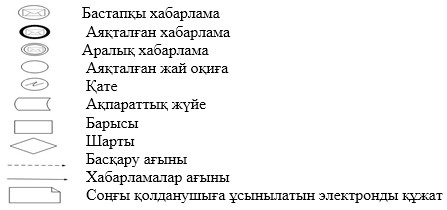 Бастапқы хабарлама
Аяқталған хабарлама
Аралық хабарлама
Аяқталған жай оқиға
Қате
Ақпараттық жүйе
Барысы
Шарты
Басқару ағыны
Хабарламалар ағыны
Соңғы қолданушыға ұсынылатын электронды құжат